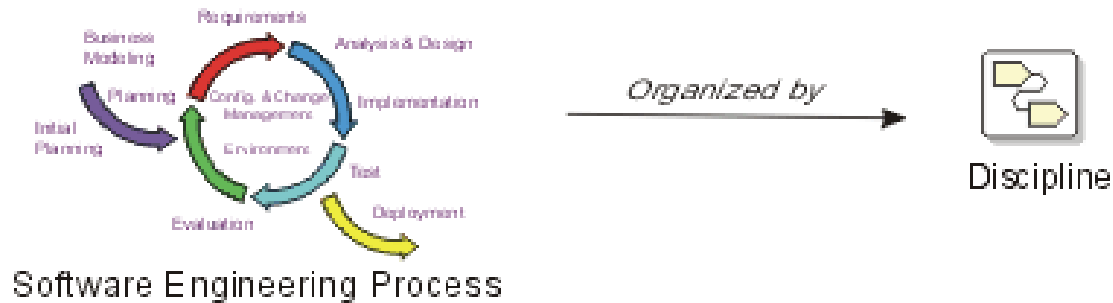 Requirements
Business
Modeling
Analysis & Design
Planning
Config. & Change
Management
Implementation
Initial
Planning
Environment
Test
Evaluation
Deployment
Software Engineering Process
Organized by
Discipline